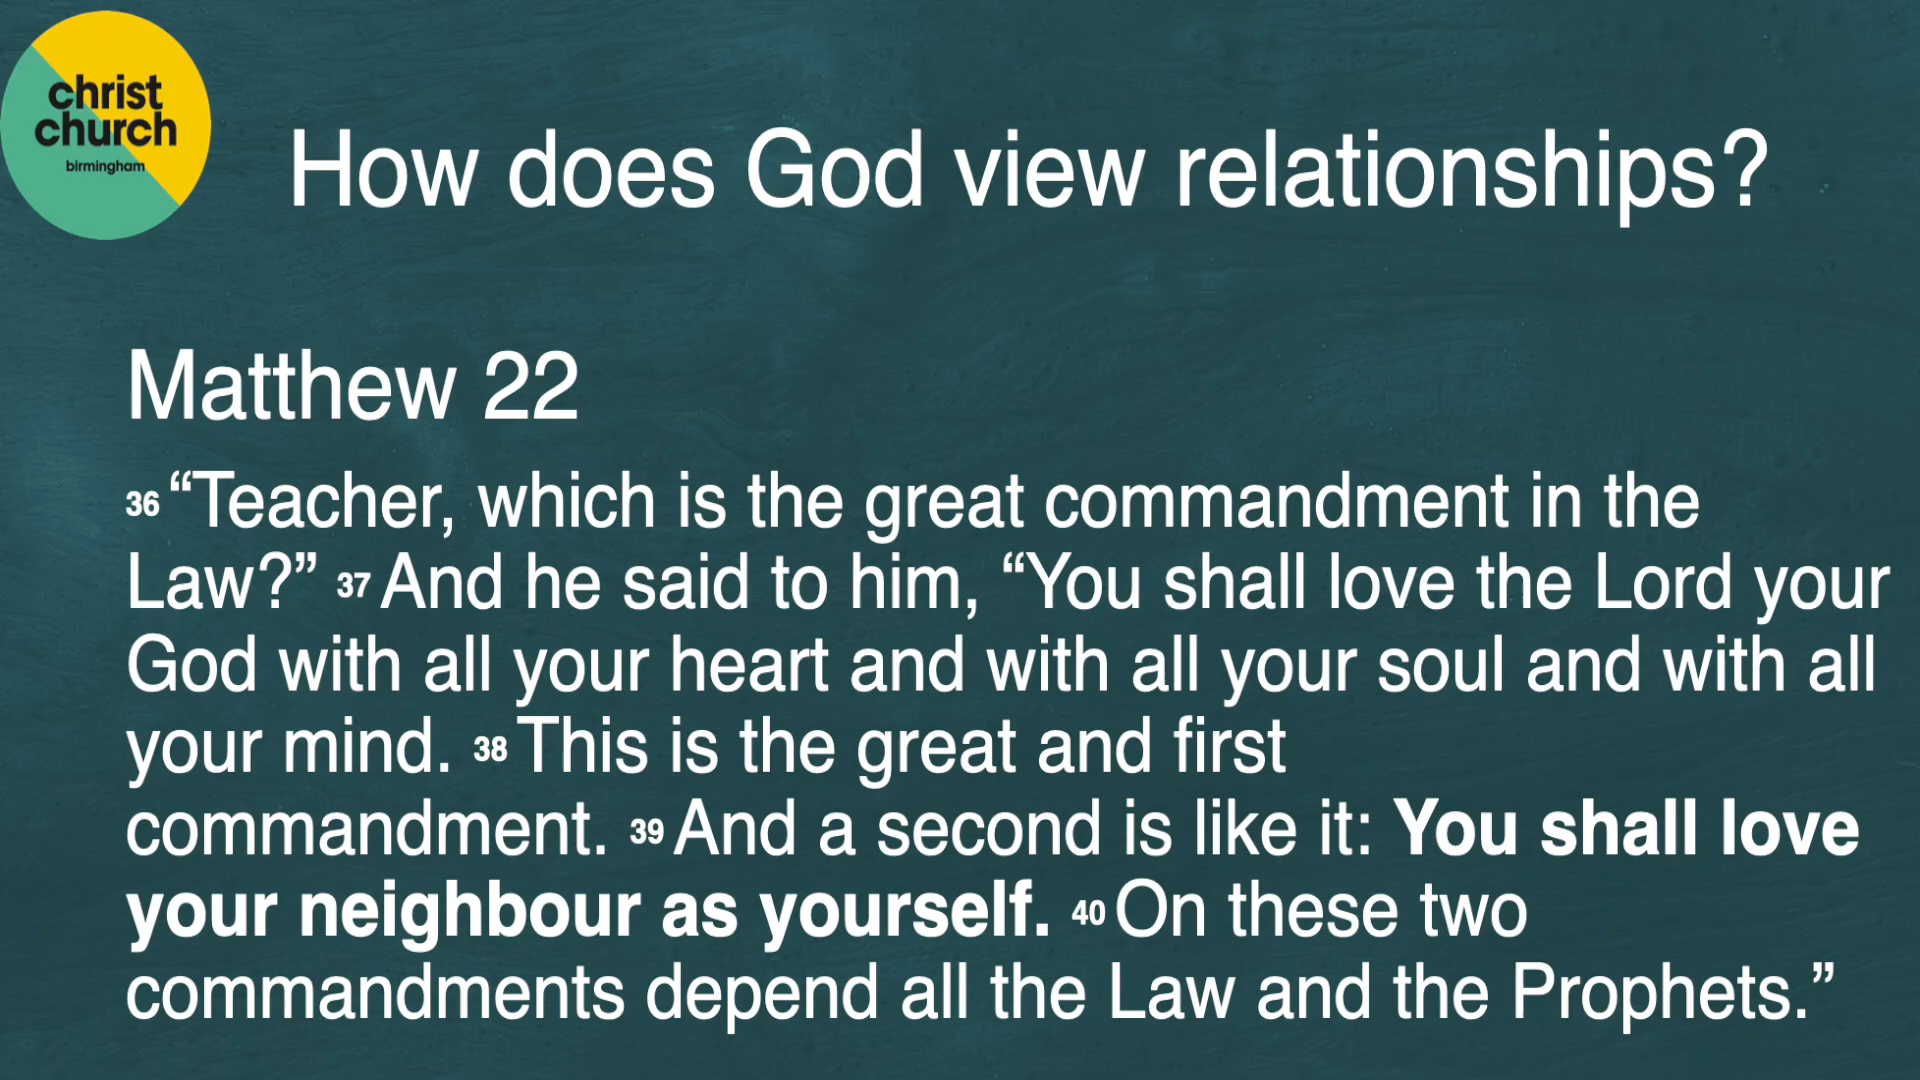 christ
church
birmingham
How does God view relationships?
Matthew 22
36 “Teacher, which is the great commandment in the
Law?” 37 And he said to him, “You shall love the Lord your
God with all your heart and with all your soul and with all
your mind. 38 This is the great and first
commandment. 39 And a second is like it: You shall love
your neighbour as yourself. 40 On these two
commandments depend all the Law and the Prophets.”